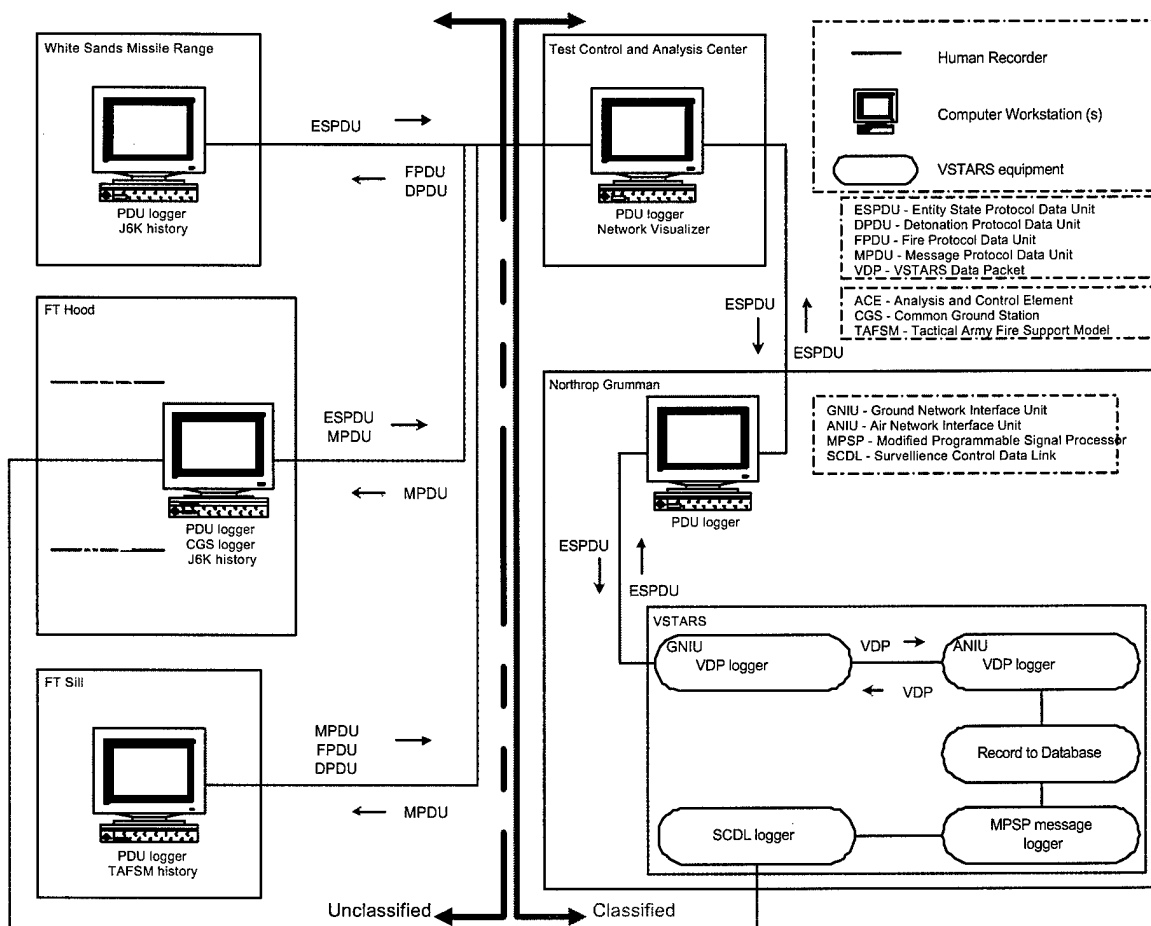 White Sands Missile Range
PDU logger
J6K history
ESPDU
FPDU
DPDU
FT Hood
PDU logger
CGS logger
J6K history
ESPDU
MPDU
MPDU
FT Sill
PDU logger
TAFSM history
MPDU
FPDU
DPDU
MPDU
Unclassified
Classified
Test Control and Analysis Center
PDU logger
Network Visualizer
ESPDU
ESPDU
Human Recorder
Computer Workstation (s)
VSTARS equipment
ESPDU - Entity State Protocol Data Unit
DPDU - Detonation Protocol Data Unit
FPDU - Fire Protocol Data Unit
MPDU - Message Protocol Data Unit
VDP - VSTARS Data Packet
ACE - Analysis and Control Element
CGS - Common Ground Station
TAFSM - Tactical Army Fire Support Model
Northrop Grumman
PDU logger
GNIU - Ground Network Interface Unit
ANIU - Air Network Interface Unit
MPSP - Modified Programmable Signal Processor
SCDL - Survellience Control Data Link
ESPDU
ESPDU
VSTARS
GNIU
VDP logger
VDP
VDP
ANIU
VDP logger
Record to Database
MPSP message
logger
SCDL logger